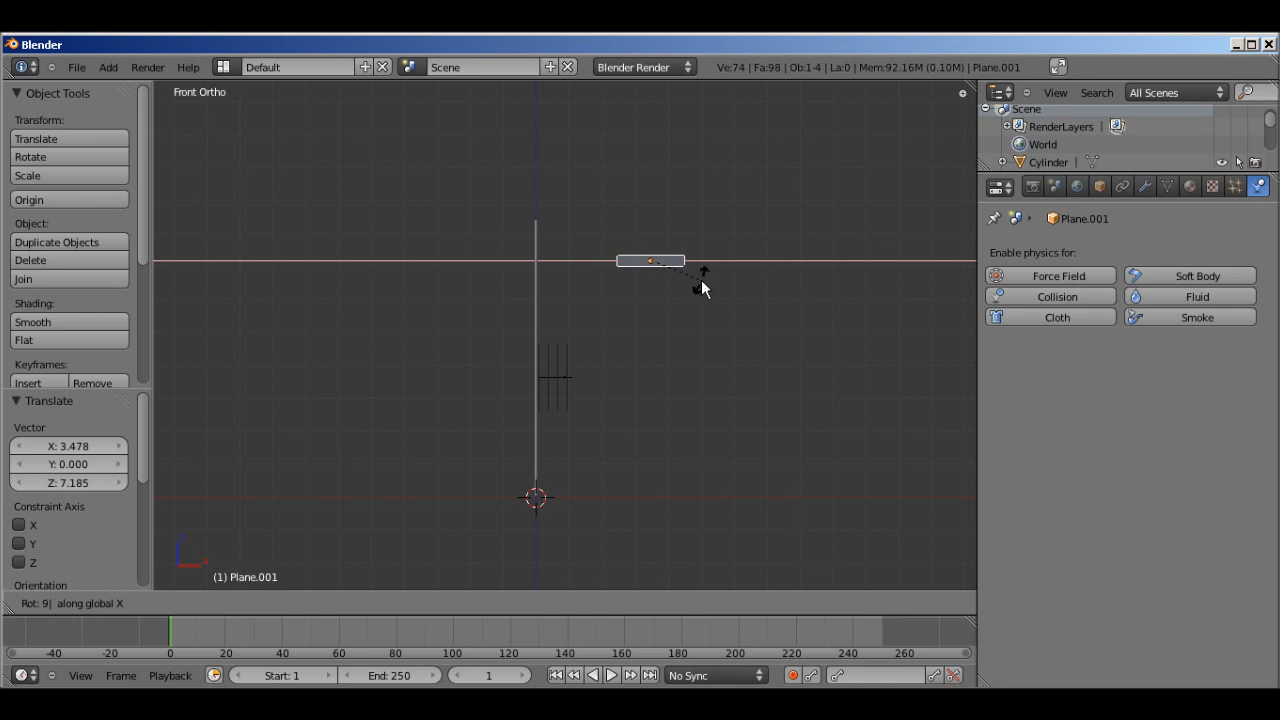 Blender
File Add Render Help Default Scene Blender Render Ve:74 | Fa:98 | Ob:1-4 | La:0 | Mem:92.16M (0.10M) | Plane.001
Object Tools
Transform:
Translate
Rotate
Scale
Origin
Object:
Duplicate Objects
Delete
Join
Shading:
Smooth
Flat
Keyframes:
Insert Remove
Translate
Vector
X: 3.478
Y: 0.000
Z: 7.185
Constraint Axis
X
Y
Z
Orientation
Front Ortho
(1) Plane.001
Rot: 9| along global X
View Search All Scenes
Scene
RenderLayers |
World
Cylinder |
Plane.001
Enable physics for:
Force Field Soft Body
Collision Fluid
Cloth Smoke
-40 -20 0 20 40 60 80 100 120 140 160 180 200 220 240 260
View Frame Playback Start: 1 End: 250 1 No Sync